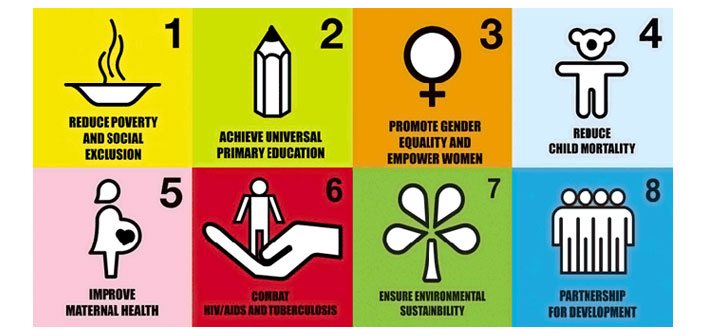 1
REDUCE POVERTY
AND SOCIAL
EXCLUSION
2
ACHIEVE UNIVERSAL
PRIMARY EDUCATION
3
PROMOTE GENDER
EQUALITY AND
EMPOWER WOMEN
4
REDUCE
CHILD MORTALITY
5
IMPROVE
MATERNAL HEALTH
6
COMBAT
HIV/AIDS AND TUBERCULOSIS
7
ENSURE ENVIRONMENTAL
SUSTAINBILITY
8
PARTNERSHIP
FOR DEVELOPMENT